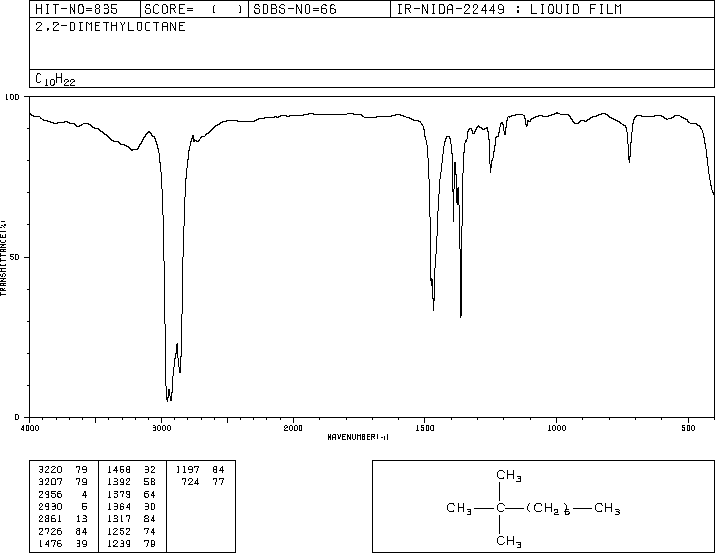 HIT-NO=835 SCORE= ( ) SDBS-NO=66 IR-NIDA-22449 : LIQUID FILM
2,2-DIMETHYLOCTANE
C10H22
100
50
0
TRANSMITTANCE(%)
4000 3000 2000 1500 1000 500
WAVENUMBER(-1)
3220 79 1468 32 1197 84
3207 79 1392 58 724 77
2956 4 1379 64
2930 6 1364 30
2861 13 1317 84
2726 84 1252 74
1476 39 1239 78
CH3
CH3—C—(CH2)5—CH3
CH3